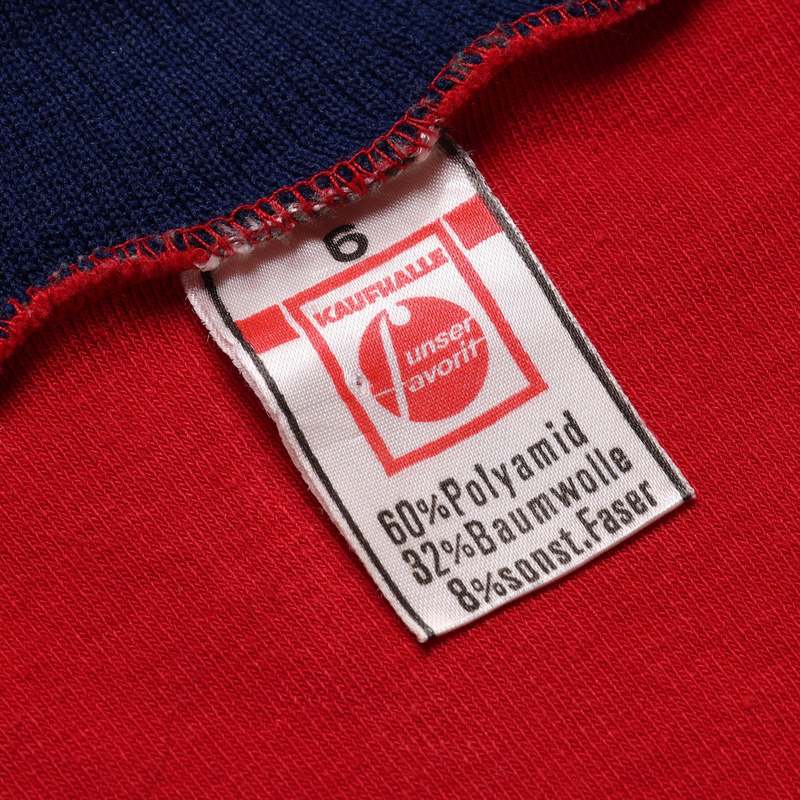 6
KAUFHALLE
unser
favorit
60%Polyamid
32%Baumwolle
8%sonst.Faser